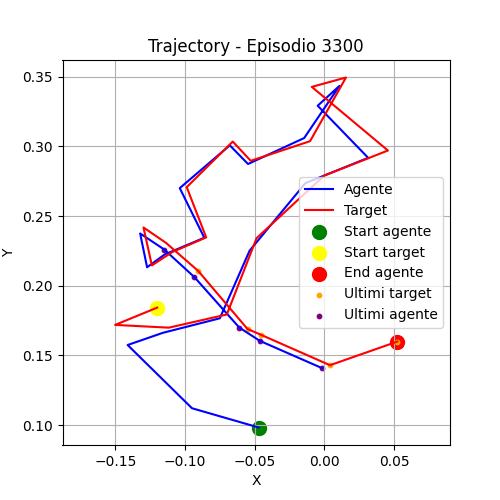 Trajectory - Episodio 3300
0.35
0.30
0.25
0.20
0.15
0.10
Y
−0.15
−0.10
−0.05
0.00
0.05
X
Agente
Target
Start agente
Start target
End agente
Ultimi target
Ultimi agente